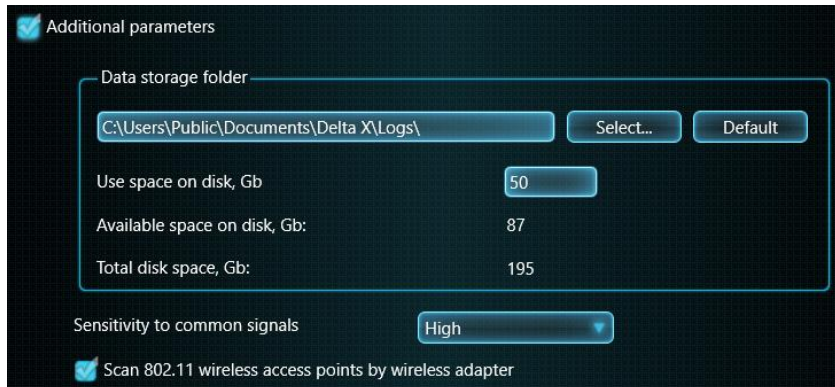 Additional parameters
Data storage folder
C:\Users\Public\Documents\Delta X\Logs\ Select... Default
Use space on disk, Gb 50
Available space on disk, Gb: 87
Total disk space, Gb: 195
Sensitivity to common signals High
Scan 802.11 wireless access points by wireless adapter